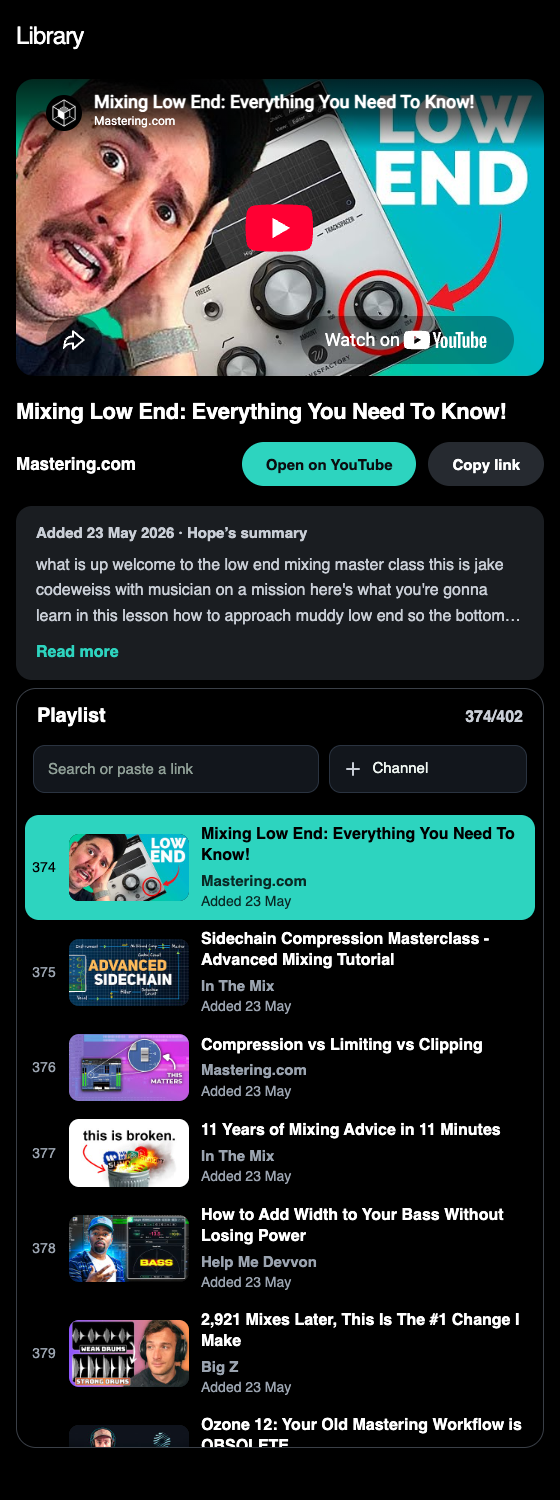 Library
Mixing Low End: Everything You Need To Know!
Mastering.com
LOW
END
TRACKSPACER
FREEZE
Watch on YouTube
Mixing Low End: Everything You Need To Know!
Mastering.com
Open on YouTube
Copy link
Added 23 May 2026 · Hope's summary
what is up welcome to the low end mixing master class this is jake
codeweiss with musician on a mission here's what you're gonna
learn in this lesson how to approach muddy low end so the bottom…
Read more
Playlist
374/402
Search or paste a link
+ Channel
374
LOW
END
Mixing Low End: Everything You Need To
Know!
Mastering.com
Added 23 May
375
ADVANCED
SIDECHAIN
Sidechain Compression Masterclass -
Advanced Mixing Tutorial
In The Mix
Added 23 May
376
THIS
MATTERS
Compression vs Limiting vs Clipping
Mastering.com
Added 23 May
377
this is broken.
11 Years of Mixing Advice in 11 Minutes
In The Mix
Added 23 May
378
BASS
How to Add Width to Your Bass Without
Losing Power
Help Me Devvon
Added 23 May
379
WEAK DRUMS
STRONG DRUMS
2,921 Mixes Later, This Is The #1 Change I
Make
Big Z
Added 23 May
Ozone 12: Your Old Mastering Workflow is
OBSOLETE